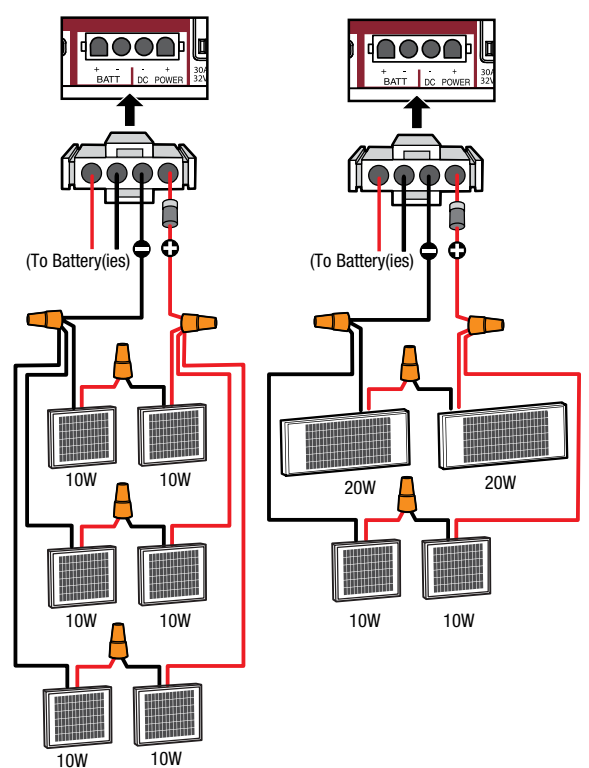 + - - +
BATT DC POWER
30A
32V
(To Battery(ies)
10W 10W
10W 10W
10W 10W
+ - - +
BATT DC POWER
30
32V
(To Battery(ies)
20W 20W
10W 10W